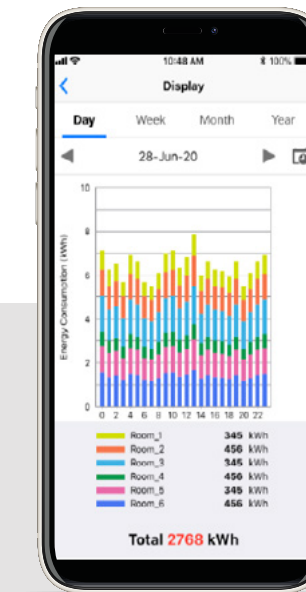 10:48 AM 100%
Display
Day Week Month Year
28-Jun-20
10
8
6
4
2
0
Energy Consumption (kWh)
0 2 4 6 8 10 12 14 16 18 20 22
Room_1 345 kWh
Room_2 456 kWh
Room_3 345 kWh
Room_4 456 kWh
Room_5 345 kWh
Room_6 456 kWh
Total 2768 kWh